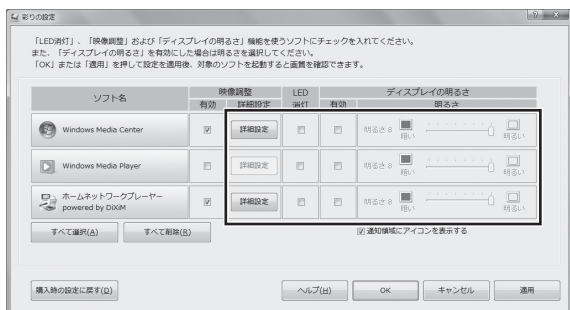 彩りの設定
「LED消灯」、「映像調整」および「ディスプレイの明るさ」機能を使うソフトにチェックを入れてください。
また、「ディスプレイの明るさ」を有効にした場合は明るさを選択してください。
「OK」または「適用」を押して設定を適用後、対象のソフトを起動すると画質を確認できます。
ソフト名 映像調整 LED ディスプレイの明るさ
有効 詳細設定 消灯 有効 明るさ
Windows Media Center 詳細設定 明るさ 8 暗い 明るい
Windows Media Player 詳細設定 明るさ 8 暗い 明るい
ホームネットワークプレーヤー
powered by DiXiM 詳細設定 明るさ 8 暗い 明るい
すべて選択(A) すべて削除(R) 通知領域にアイコンを表示する
購入時の設定に戻す(D) ヘルプ(H) OK キャンセル 適用